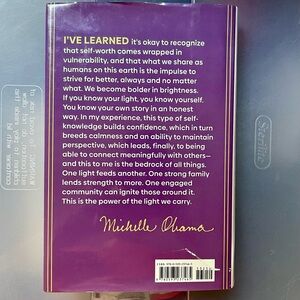 I'VE LEARNED it's okay to recognize
that self-worth comes wrapped in
vulnerability, and that what we share as
humans on this earth is the impulse to
strive for better, always and no matter
what. We become bolder in brightness.
If you know your light, you know yourself.
You know your own story in an honest
way. In my experience, this type of self-
knowledge builds confidence, which in turn
breeds calmness and an ability to maintain
perspective, which leads, finally, to being
able to connect meaningfully with others—
and this to me is the bedrock of all things.
One light feeds another. One strong family
lends strength to more. One engaged
community can ignite those around it.
This is the power of the light we carry.
Michelle Obama
Sterilite